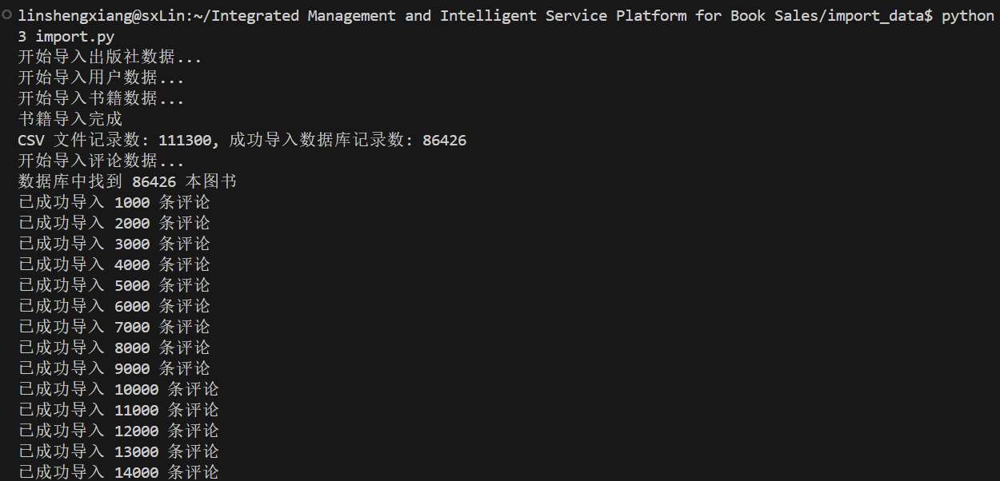 linshengxiang@sxLin:~/Integrated Management and Intelligent Service Platform for Book Sales/import_data$ python
3 import.py
开始导入出版社数据...
开始导入用户数据...
开始导入书籍数据...
书籍导入完成
CSV 文件记录数: 111300, 成功导入数据库记录数: 86426
开始导入评论数据...
数据库中找到 86426 本图书
已成功导入 1000 条评论
已成功导入 2000 条评论
已成功导入 3000 条评论
已成功导入 4000 条评论
已成功导入 5000 条评论
已成功导入 6000 条评论
已成功导入 7000 条评论
已成功导入 8000 条评论
已成功导入 9000 条评论
已成功导入 10000 条评论
已成功导入 11000 条评论
已成功导入 12000 条评论
已成功导入 13000 条评论
已成功导入 14000 条评论